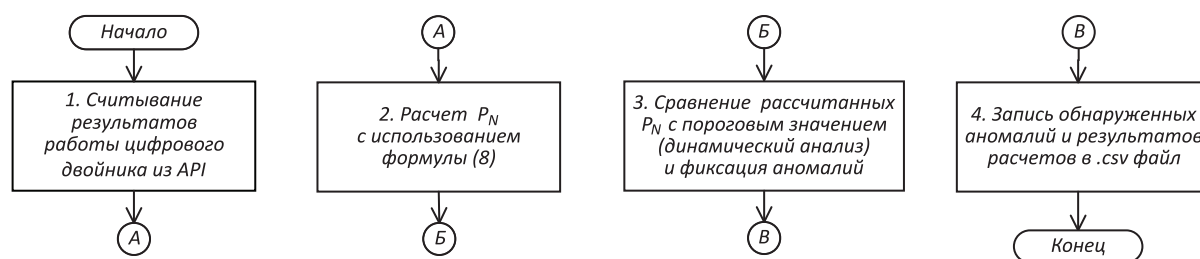 Начало
1. Считывание
результатов
работы цифрового
двойника из API
А
А
2. Расчет P_N
с использованием
формулы (8)
Б
Б
3. Сравнение рассчитанных
P_N с пороговым значением
(динамический анализ)
и фиксация аномалий
В
В
4. Запись обнаруженных
аномалий и результатов
расчетов в .csv файл
Конец